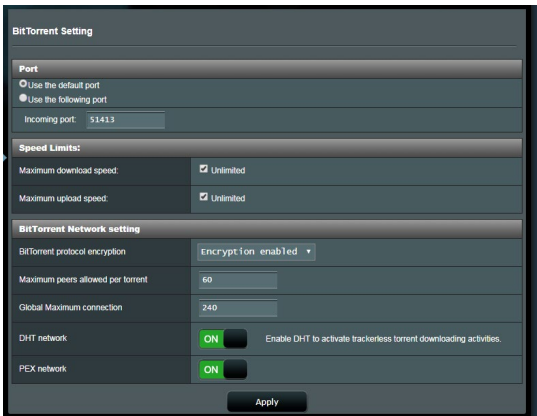 BitTorrent Setting
Port
Use the default port
Use the following port
Incoming port: 51413
Speed Limits:
Maximum download speed: Unlimited
Maximum upload speed: Unlimited
BitTorrent Network setting
BitTorrent protocol encryption Encryption enabled
Maximum peers allowed per torrent 60
Global Maximum connection 240
DHT network ON Enable DHT to activate trackerless torrent downloading activities.
PEX network ON
Apply